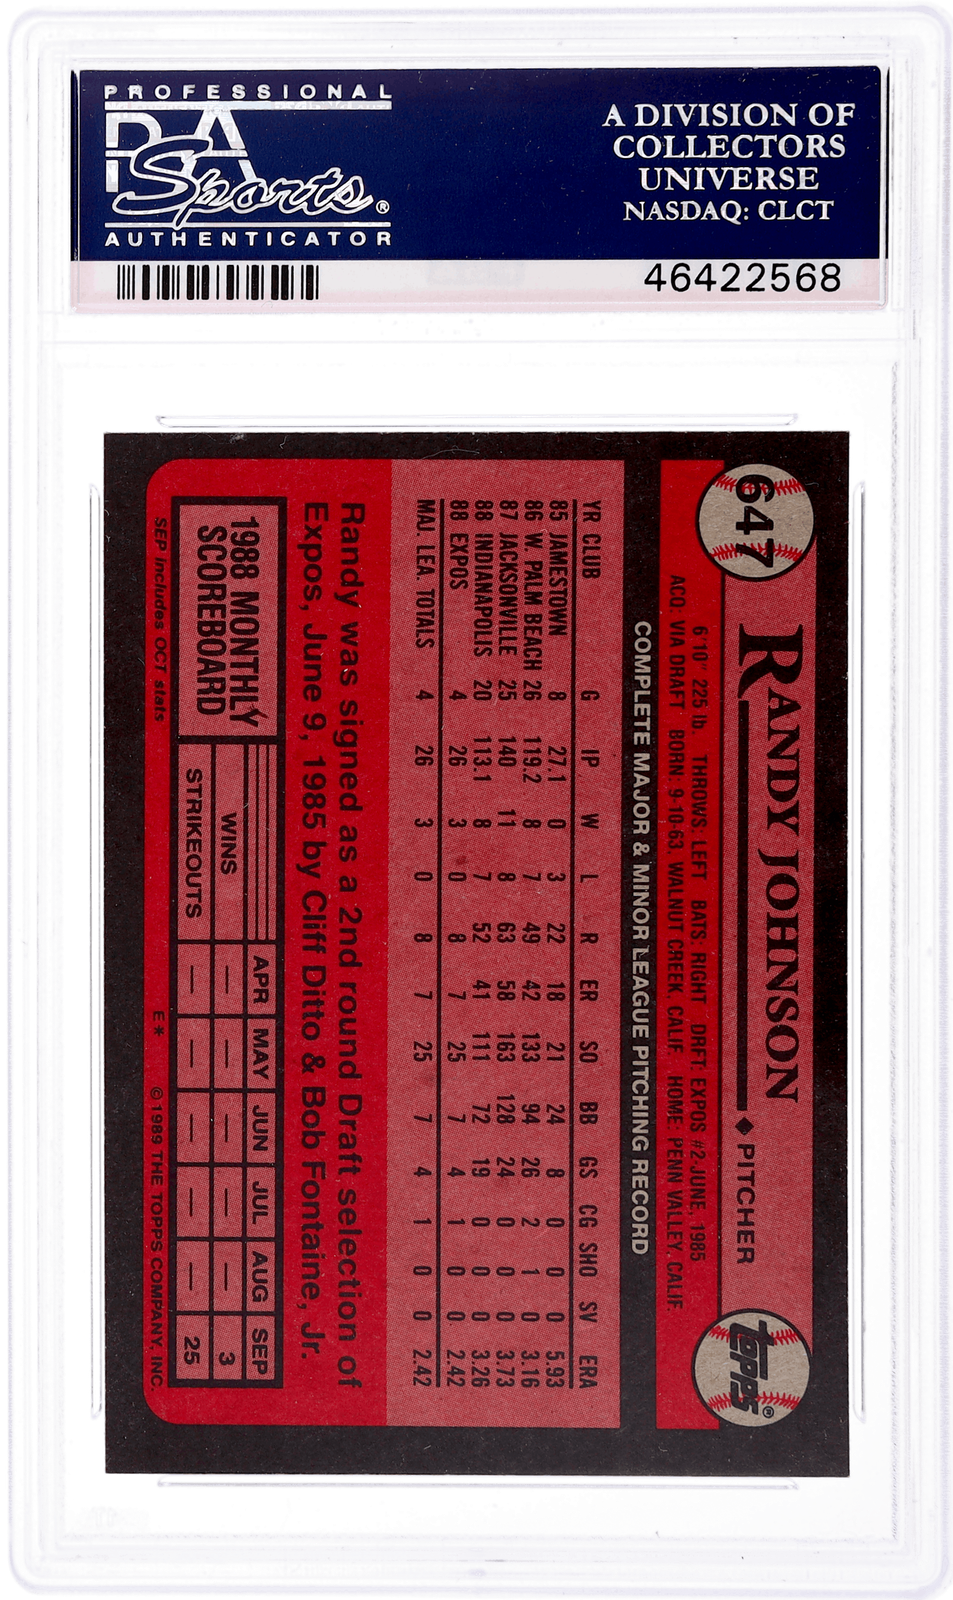 PROFESSIONAL
PSA
Sports®
AUTHENTICATOR
A DIVISION OF
COLLECTORS
UNIVERSE
NASDAQ: CLCT
46422568
647
RANDY JOHNSON ♦ PITCHER
topps®
6'10" 225 lb. THROWS: LEFT BATS: RIGHT DRFT: EXPOS #2-JUNE, 1985
ACQ: VIA DRAFT BORN: 9-10-63, WALNUT CREEK, CALIF. HOME: PENN VALLEY, CALIF.
COMPLETE MAJOR & MINOR LEAGUE PITCHING RECORD
YR CLUB G IP W L R ER SO BB GS CG SHO SV ERA
85 JAMESTOWN 8 27.1 0 3 22 18 21 24 8 0 0 0 5.93
86 W. PALM BEACH 26 119.2 8 7 49 42 133 94 26 2 1 0 3.16
87 JACKSONVILLE 25 140 11 8 63 58 163 128 24 0 0 0 3.73
88 INDIANAPOLIS 20 113.1 8 7 52 41 111 72 19 0 0 0 3.26
88 EXPOS 4 26 3 0 8 7 25 7 4 1 0 0 2.42
MAJ. LEA. TOTALS 4 26 3 0 8 7 25 7 4 1 0 0 2.42
Randy was signed as a 2nd round Draft selection of
Expos, June 9, 1985 by Cliff Ditto & Bob Fontaine, Jr.
1988 MONTHLY
SCOREBOARD
APR MAY JUN JUL AUG SEP
WINS — — — — — 3
STRIKEOUTS — — — — — 25
SEP includes OCT stats
E* © 1989 THE TOPPS COMPANY, INC.